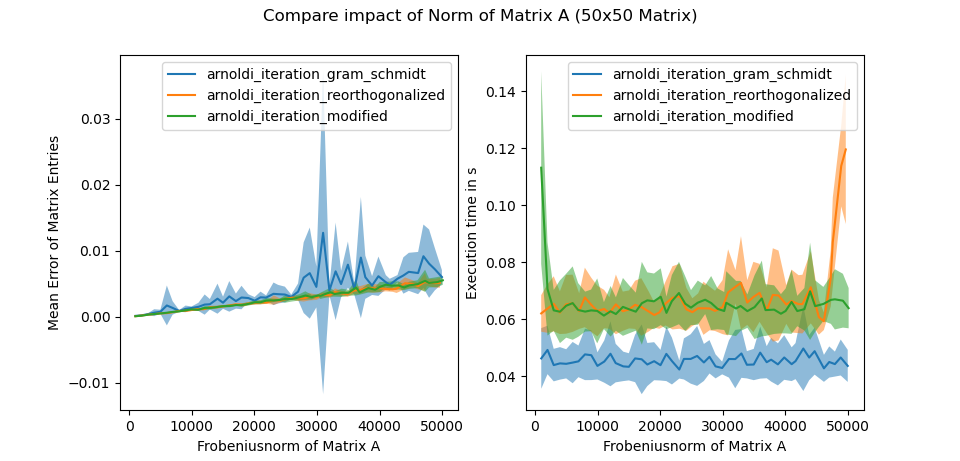 Compare impact of Norm of Matrix A (50x50 Matrix)
arnoldi_iteration_gram_schmidt
arnoldi_iteration_reorthogonalized
arnoldi_iteration_modified
Mean Error of Matrix Entries
0.03
0.02
0.01
0.00
−0.01
0
10000
20000
30000
40000
50000
Frobeniusnorm of Matrix A
arnoldi_iteration_gram_schmidt
arnoldi_iteration_reorthogonalized
arnoldi_iteration_modified
Execution time in s
0.14
0.12
0.10
0.08
0.06
0.04
0
10000
20000
30000
40000
50000
Frobeniusnorm of Matrix A